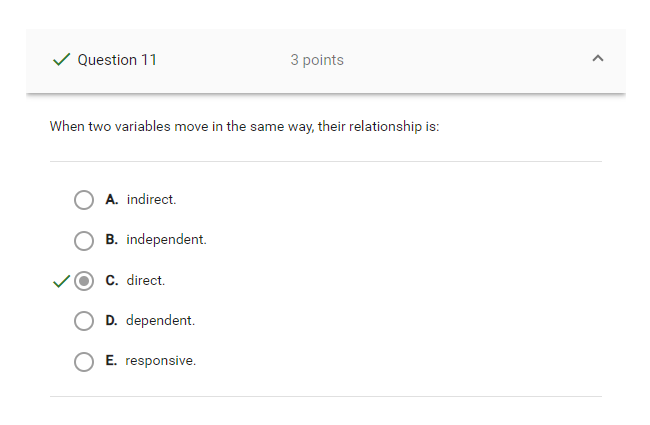 Question 11 3 points
When two variables move in the same way, their relationship is:
A. indirect.
B. independent.
C. direct.
D. dependent.
E. responsive.